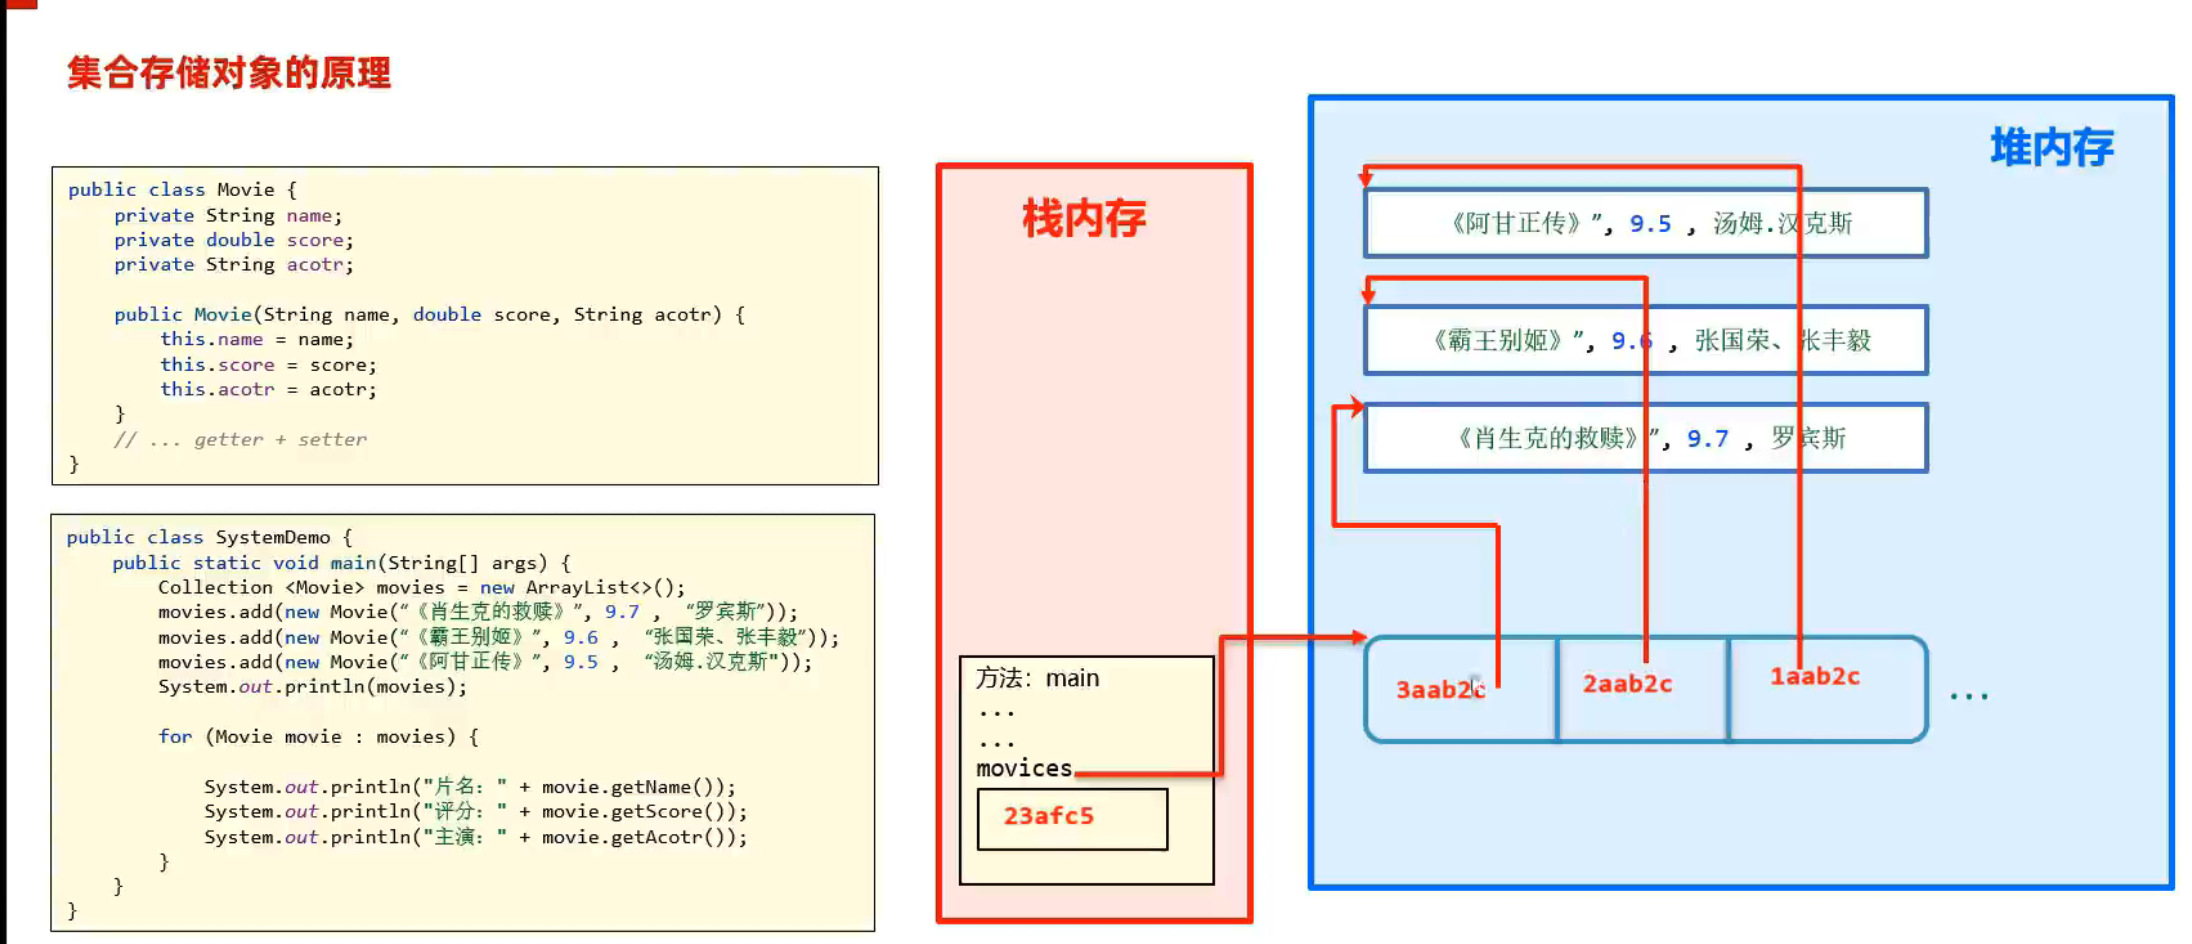 集合存储对象的原理
public class Movie {
    private String name;
    private double score;
    private String acotr;
    public Movie(String name, double score, String acotr) {
        this.name = name;
        this.score = score;
        this.acotr = acotr;
    }
    // ... getter + setter
}
public class SystemDemo {
    public static void main(String[] args) {
        Collection <Movie> movies = new ArrayList<>();
        movies.add(new Movie(“《肖生克的救赎》”, 9.7 ,  “罗宾斯”));
        movies.add(new Movie(“《霸王别姬》”, 9.6 ,  “张国荣、张丰毅”));
        movies.add(new Movie(“《阿甘正传》”, 9.5 ,  “汤姆.汉克斯"));
        System.out.println(movies);
        for (Movie movie : movies) {
            System.out.println("片名：" + movie.getName());
            System.out.println("评分：" + movie.getScore());
            System.out.println("主演：" + movie.getAcotr());
        }
    }
}
栈内存
方法：main
...
...
movices
23afc5
堆内存
《阿甘正传》”, 9.5 , 汤姆.汉克斯
《霸王别姬》”, 9.6 , 张国荣、张丰毅
《肖生克的救赎》”, 9.7 , 罗宾斯
3aab2c 2aab2c 1aab2c ...